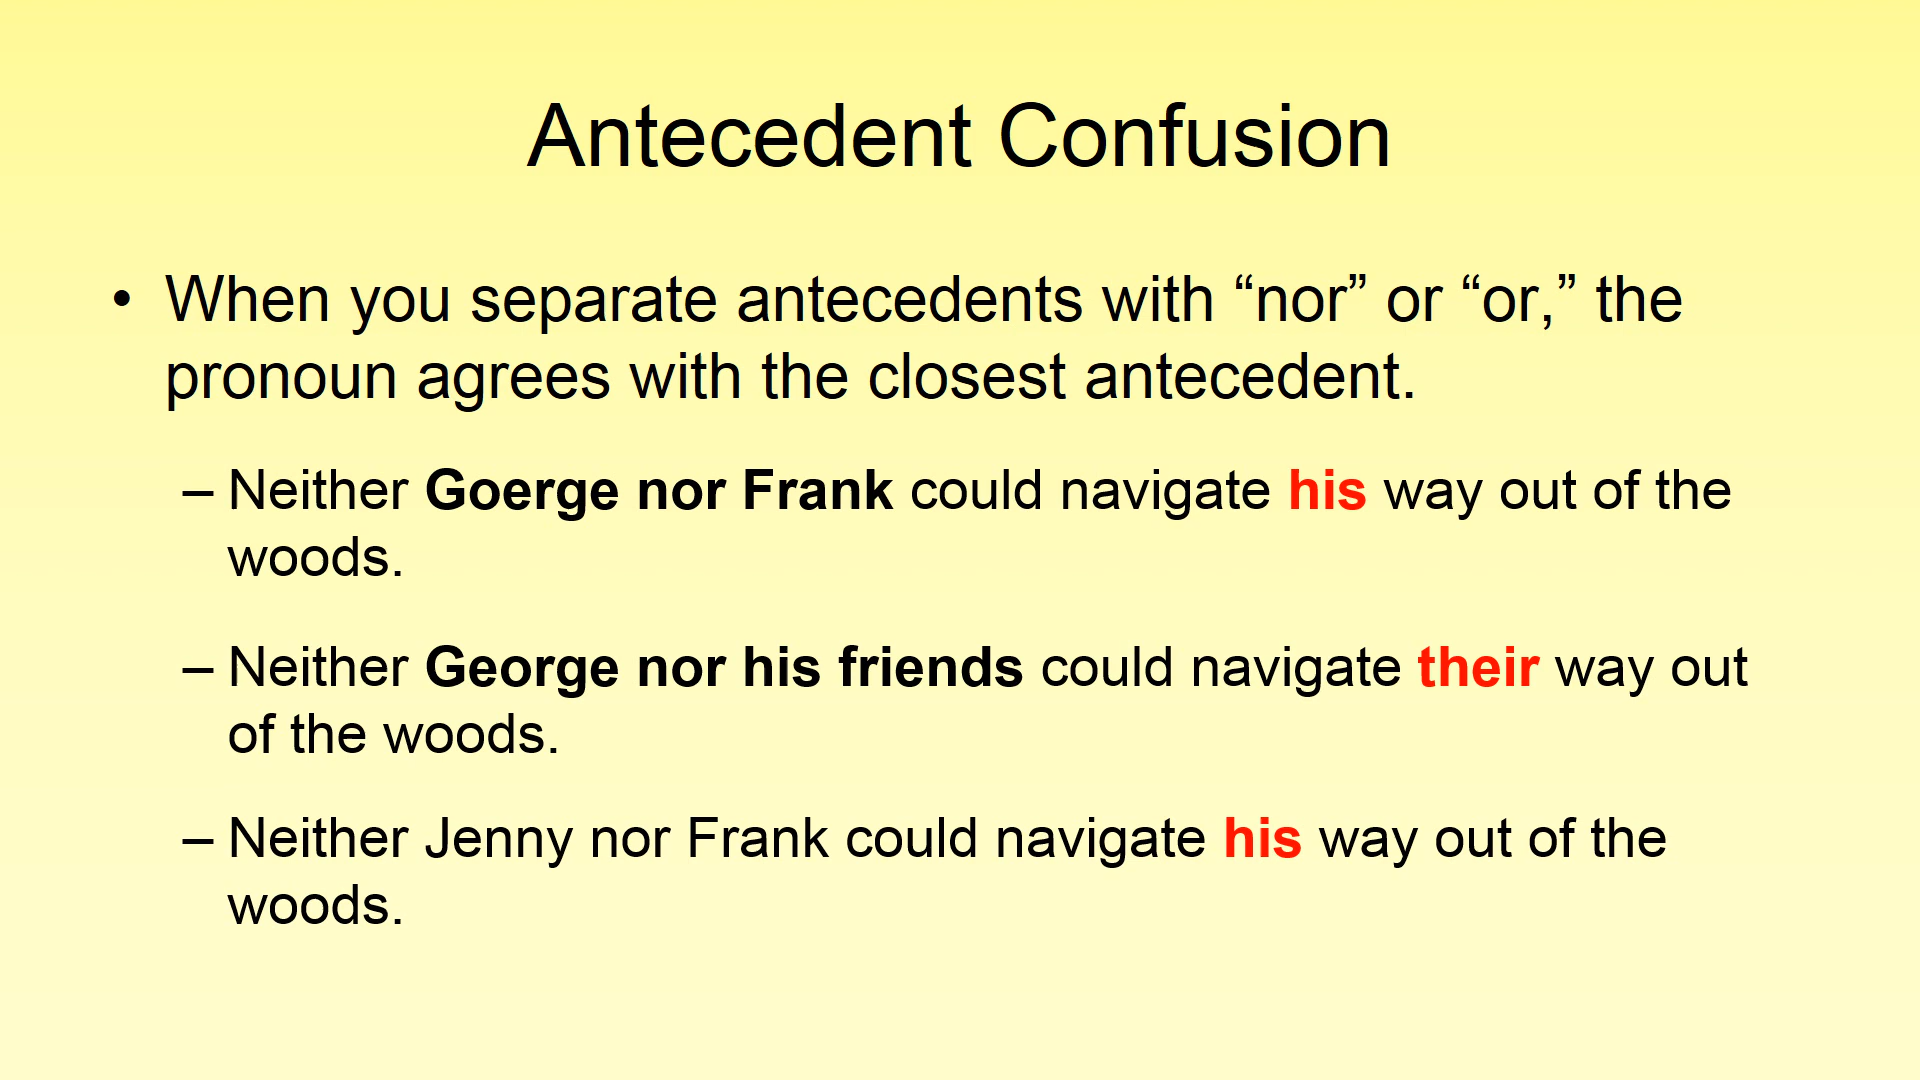 Antecedent Confusion
• When you separate antecedents with “nor” or “or,” the
pronoun agrees with the closest antecedent.
– Neither Goerge nor Frank could navigate his way out of the
woods.
– Neither George nor his friends could navigate their way out
of the woods.
– Neither Jenny nor Frank could navigate his way out of the
woods.